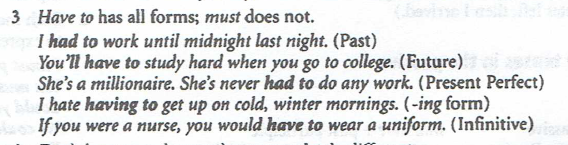 3 Have to has all forms; must does not.
I had to work until midnight last night. (Past)
You'll have to study hard when you go to college. (Future)
She's a millionaire. She's never had to do any work. (Present Perfect)
I hate having to get up on cold, winter mornings. (-ing form)
If you were a nurse, you would have to wear a uniform. (Infinitive)